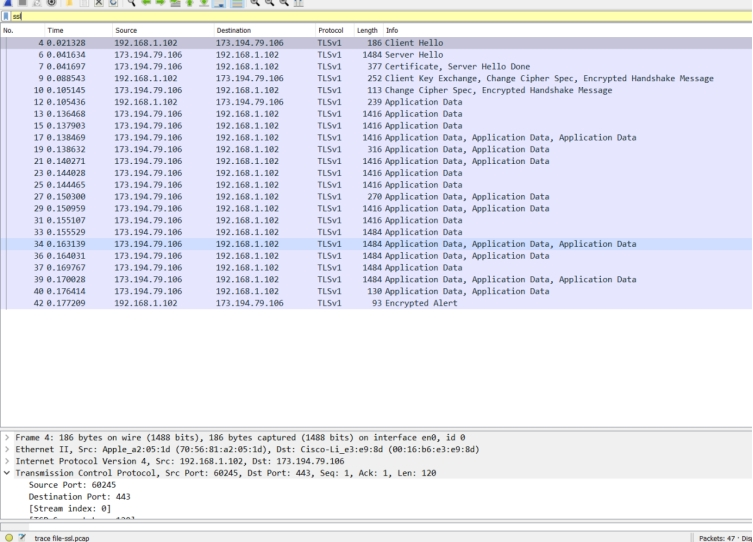 ssl
No. Time Source Destination Protocol Length Info
4 0.021328 192.168.1.102 173.194.79.106 TLSv1 186 Client Hello
6 0.041634 173.194.79.106 192.168.1.102 TLSv1 1484 Server Hello
7 0.041697 173.194.79.106 192.168.1.102 TLSv1 377 Certificate, Server Hello Done
9 0.088543 192.168.1.102 173.194.79.106 TLSv1 252 Client Key Exchange, Change Cipher Spec, Encrypted Handshake Message
10 0.105145 173.194.79.106 192.168.1.102 TLSv1 113 Change Cipher Spec, Encrypted Handshake Message
12 0.105436 192.168.1.102 173.194.79.106 TLSv1 239 Application Data
13 0.136468 173.194.79.106 192.168.1.102 TLSv1 1416 Application Data
15 0.137903 173.194.79.106 192.168.1.102 TLSv1 1416 Application Data
17 0.138469 173.194.79.106 192.168.1.102 TLSv1 1416 Application Data, Application Data, Application Data
19 0.138632 173.194.79.106 192.168.1.102 TLSv1 316 Application Data, Application Data
21 0.140271 173.194.79.106 192.168.1.102 TLSv1 1416 Application Data, Application Data
23 0.144028 173.194.79.106 192.168.1.102 TLSv1 1416 Application Data
25 0.144465 173.194.79.106 192.168.1.102 TLSv1 1416 Application Data
27 0.150300 173.194.79.106 192.168.1.102 TLSv1 270 Application Data, Application Data
29 0.150959 173.194.79.106 192.168.1.102 TLSv1 1416 Application Data, Application Data
31 0.155107 173.194.79.106 192.168.1.102 TLSv1 1416 Application Data
33 0.155529 173.194.79.106 192.168.1.102 TLSv1 1484 Application Data
34 0.163139 173.194.79.106 192.168.1.102 TLSv1 1484 Application Data, Application Data, Application Data
36 0.164031 173.194.79.106 192.168.1.102 TLSv1 1484 Application Data, Application Data
37 0.169767 173.194.79.106 192.168.1.102 TLSv1 1484 Application Data
39 0.170028 173.194.79.106 192.168.1.102 TLSv1 1484 Application Data, Application Data, Application Data
40 0.176414 173.194.79.106 192.168.1.102 TLSv1 130 Application Data, Application Data
42 0.177209 192.168.1.102 173.194.79.106 TLSv1 93 Encrypted Alert
Frame 4: 186 bytes on wire (1488 bits), 186 bytes captured (1488 bits) on interface en0, id 0
Ethernet II, Src: Apple_a2:05:1d (70:56:81:a2:05:1d), Dst: Cisco-Li_e3:e9:8d (00:16:b6:e3:e9:8d)
Internet Protocol Version 4, Src: 192.168.1.102, Dst: 173.194.79.106
Transmission Control Protocol, Src Port: 60245, Dst Port: 443, Seq: 1, Ack: 1, Len: 120
Source Port: 60245
Destination Port: 443
[Stream index: 0]
trace file-ssl.pcap
Packets: 47 · Dis